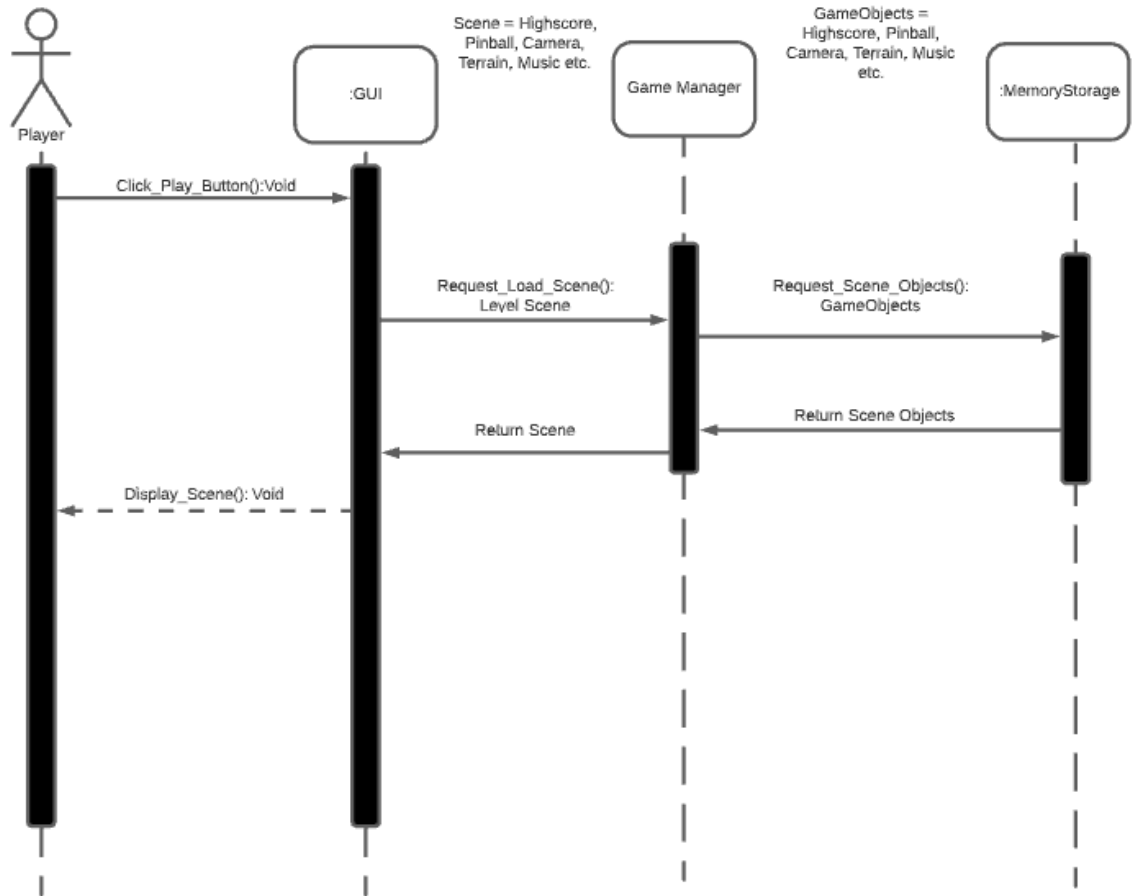 Scene = Highscore,
Pinball, Camera,
Terrain, Music etc.
GameObjects =
Highscore, Pinball,
Camera, Terrain, Music
etc.
Player
:GUI
Game Manager
:MemoryStorage
Click_Play_Button():Void
Request_Load_Scene():
Level Scene
Request_Scene_Objects():
GameObjects
Return Scene Objects
Return Scene
Display_Scene(): Void